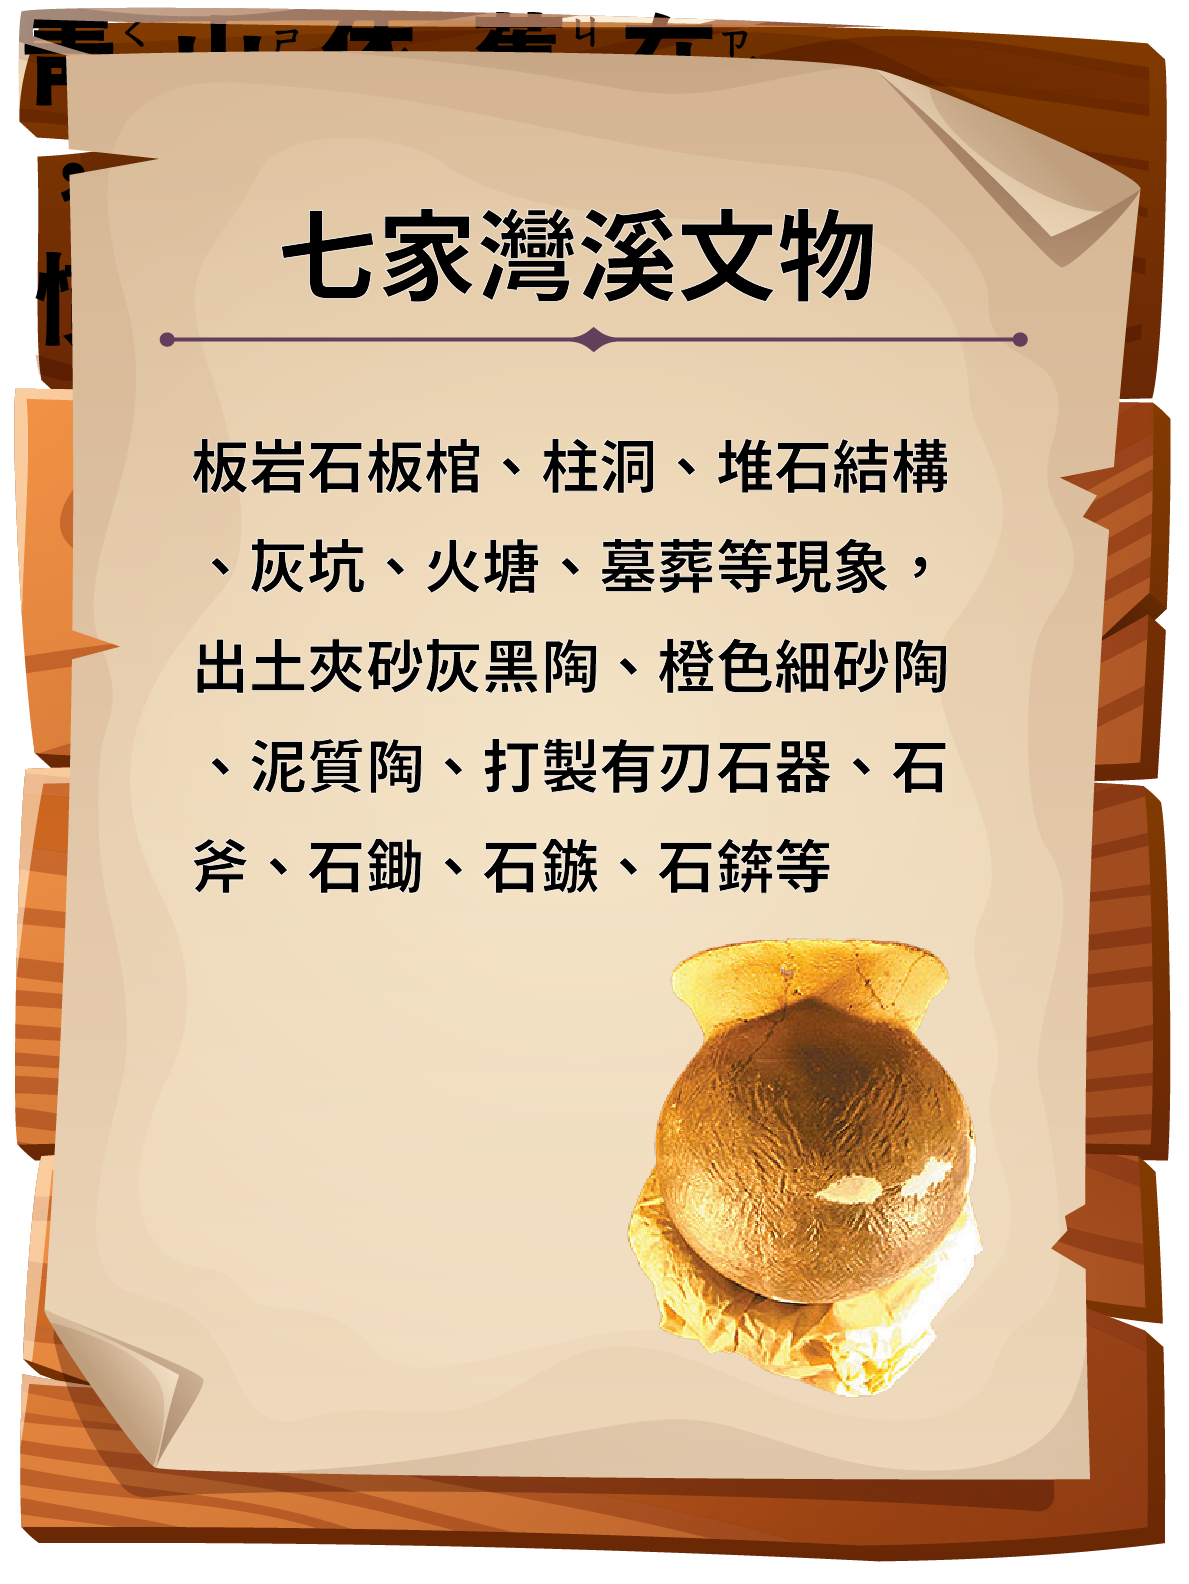 七家灣溪文物
板岩石板棺、柱洞、堆石結構
、灰坑、火塘、墓葬等現象，
出土夾砂灰黑陶、橙色細砂陶
、泥質陶、打製有刃石器、石
斧、石鋤、石鏃、石錛等